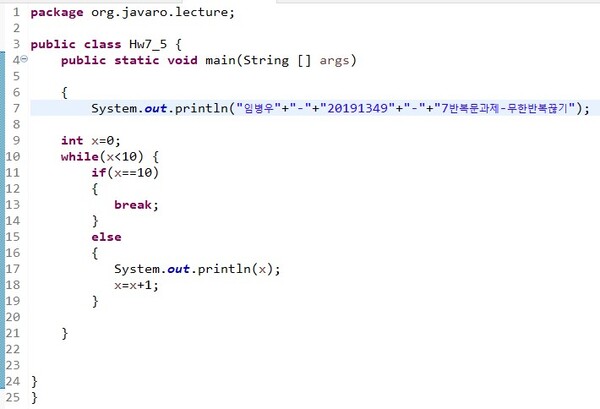 1 package org.javaro.lecture;
2
3 public class Hw7_5 {
4 public static void main(String [] args)
5
6 {
7 System.out.println("임병우"+"-"+"20191349"+"-"+"7반복문과제-무한반복끊기");
8
9 int x=0;
10 while(x<10) {
11 if(x==10)
12 {
13 break;
14 }
15 else
16 {
17 System.out.println(x);
18 x=x+1;
19 }
20
21 }
22
23
24 }
25 }